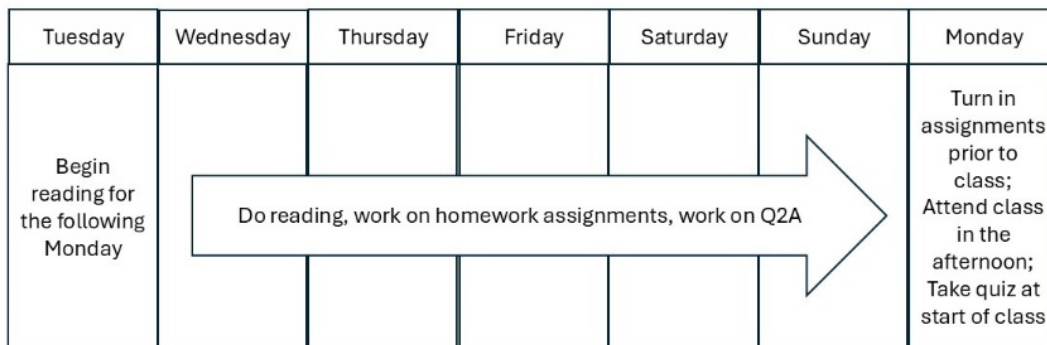 Tuesday
Wednesday
Thursday
Friday
Saturday
Sunday
Monday
Begin
reading for
the following
Monday
Do reading, work on homework assignments, work on Q2A
Turn in
assignments
prior to
class;
Attend class
in the
afternoon;
Take quiz at
start of class